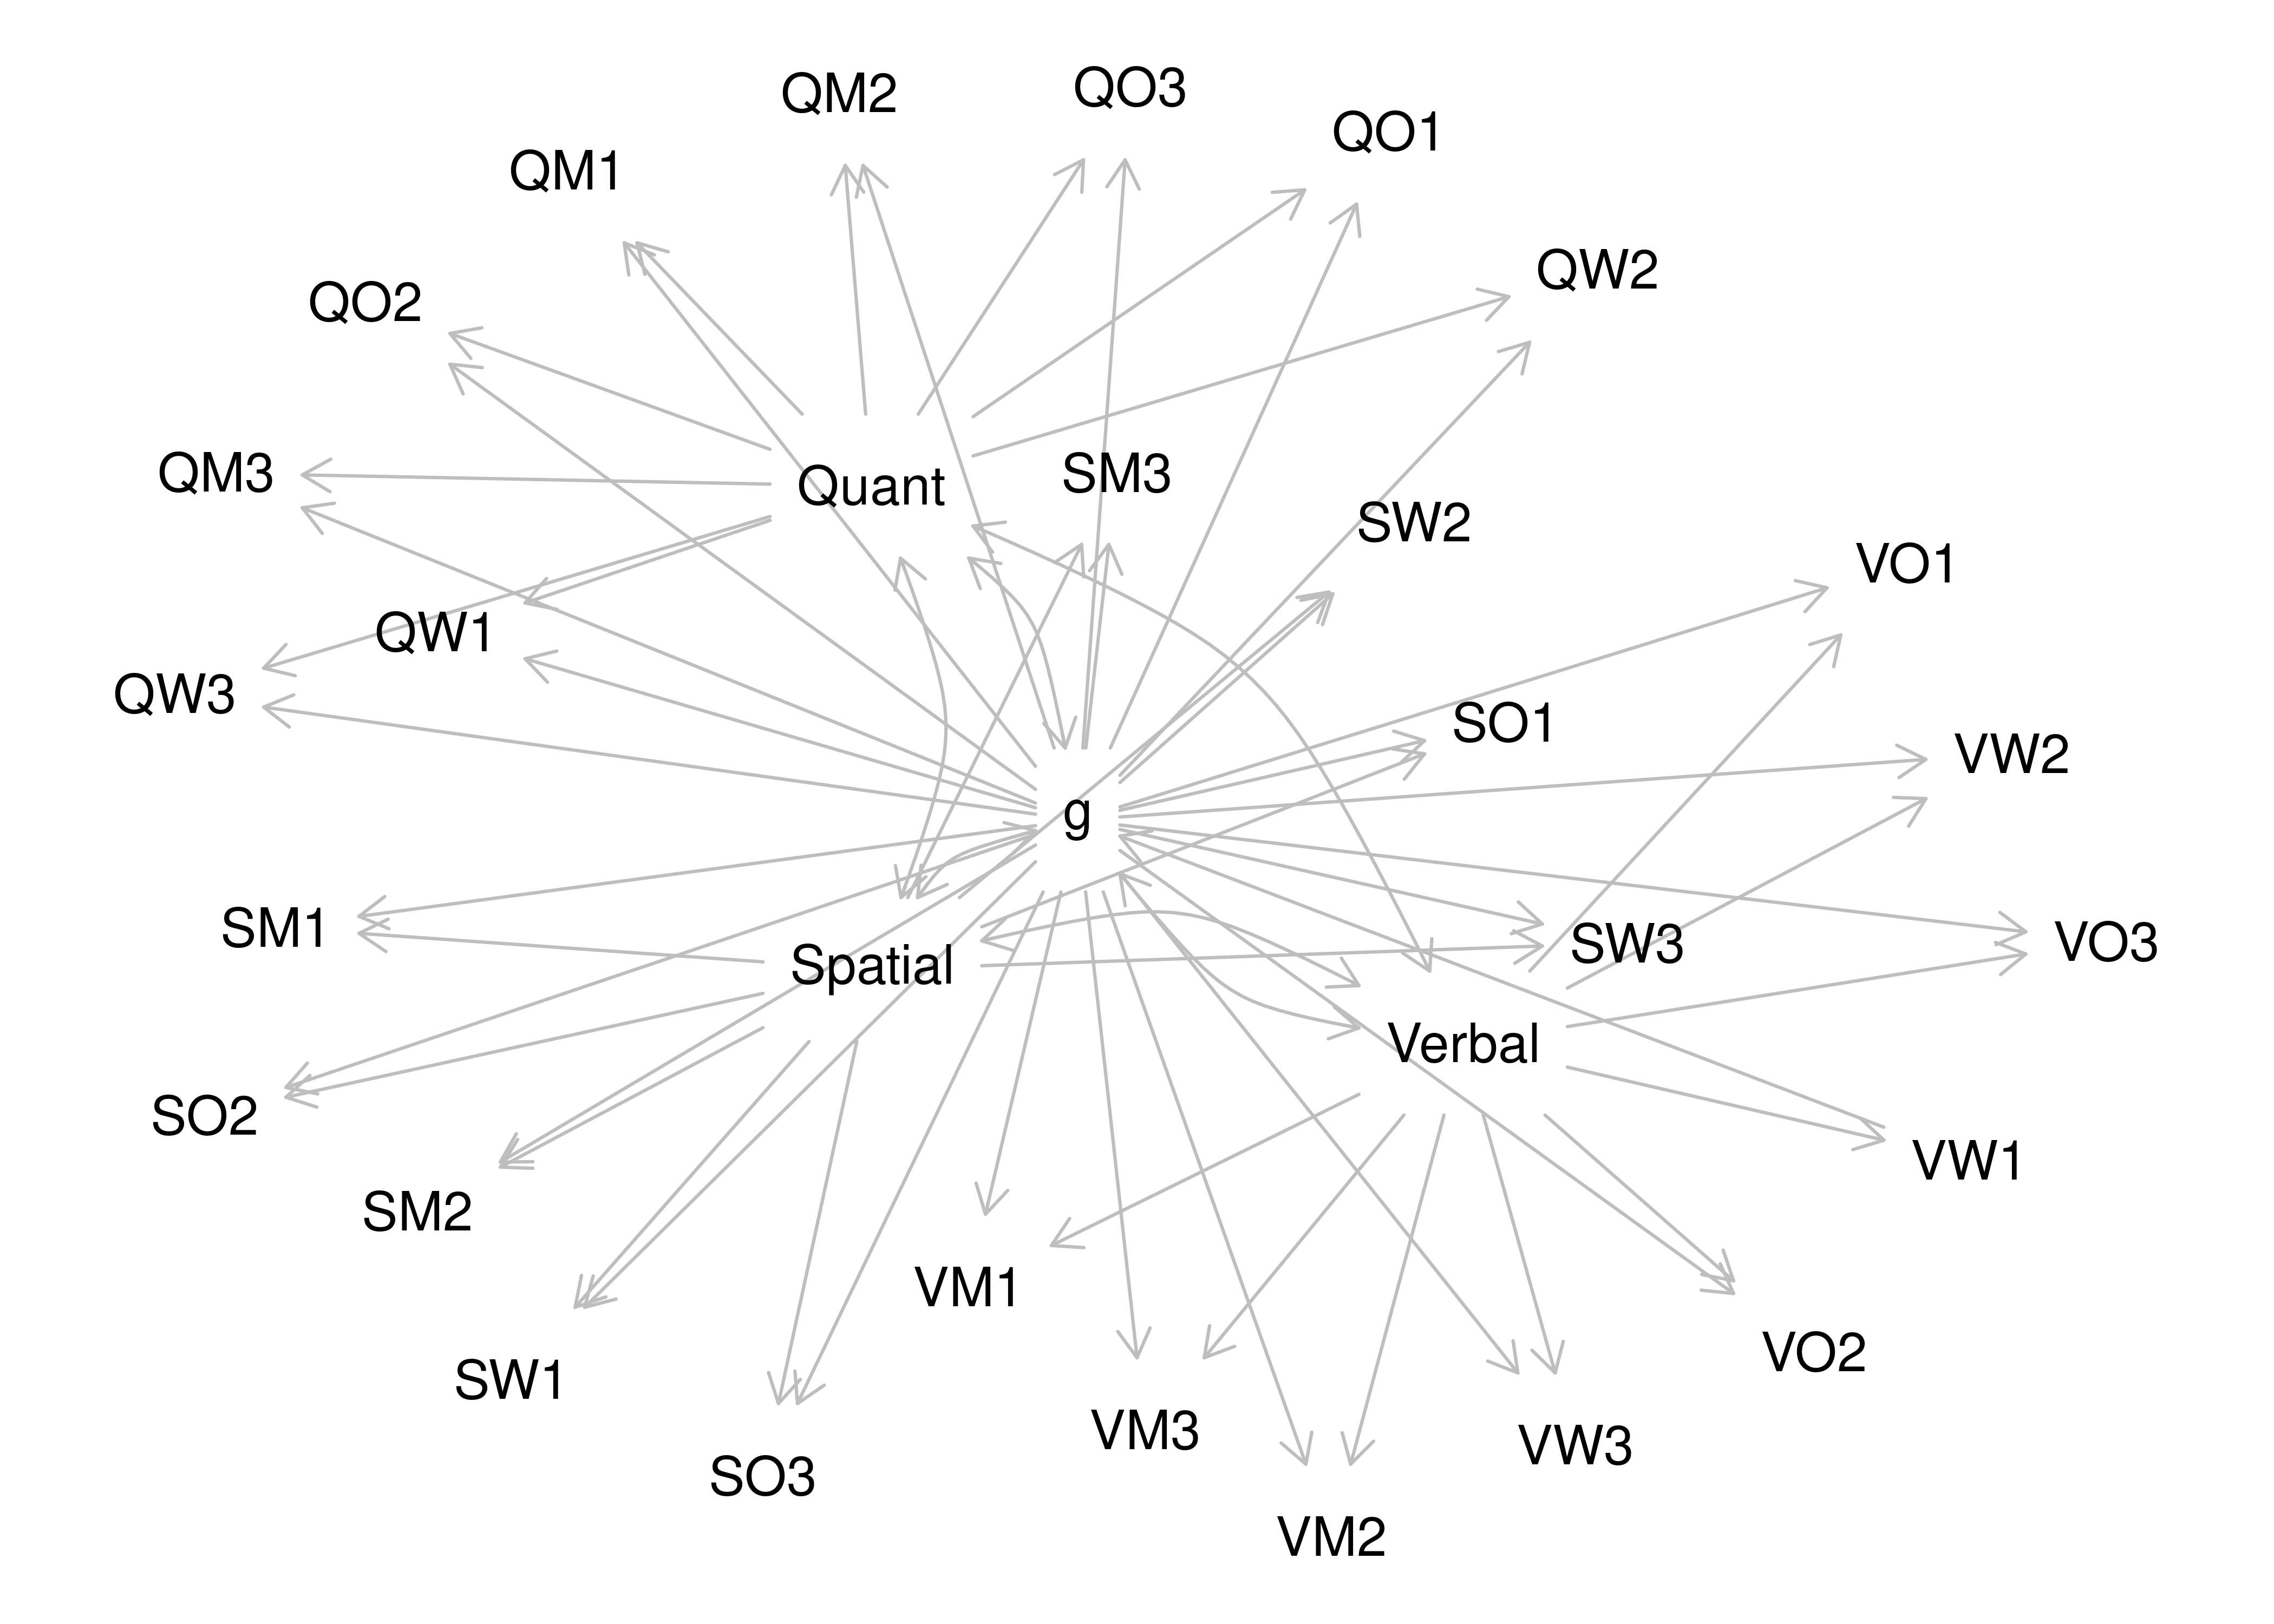 QM2
QO3
QO1
QM1
QW2
QO2
QM3
Quant
SM3
SW2
VO1
QW1
QW3
SO1
VW2
g
SM1
Spatial
SW3
VO3
Verbal
SO2
VW1
SM2
VM1
VO2
SW1
VM3
VW3
SO3
VM2